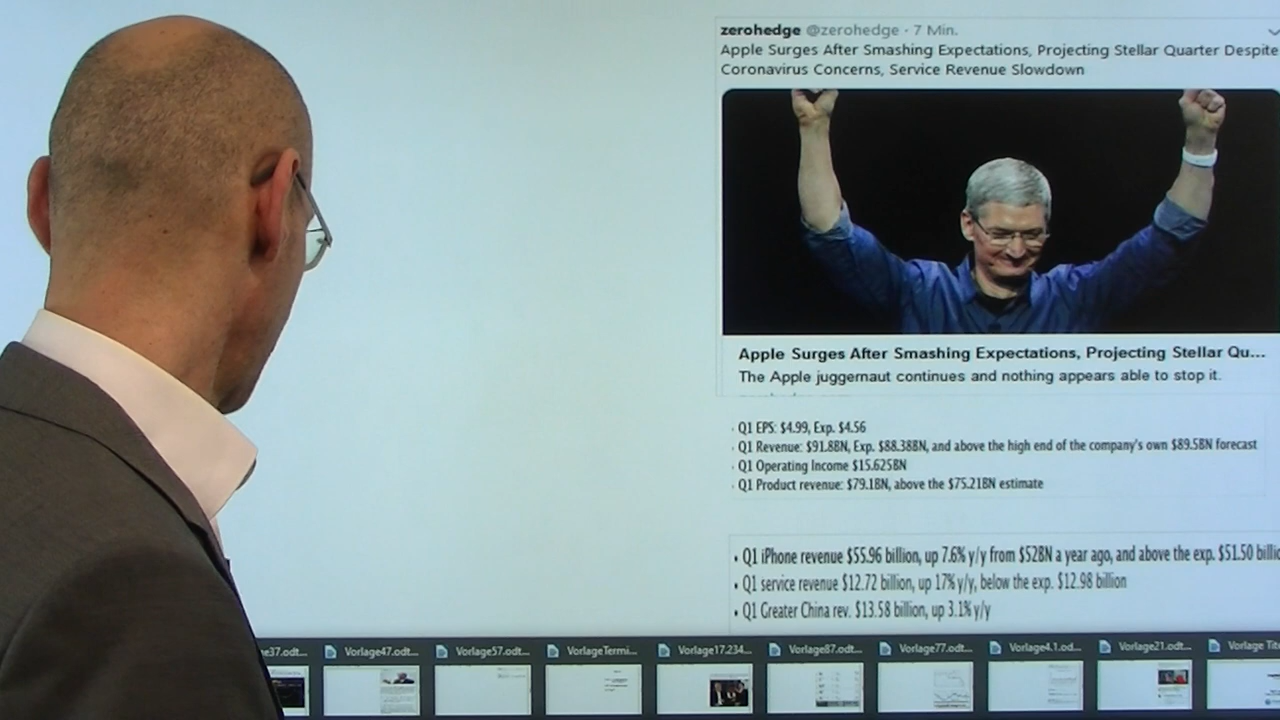 zerohedge @zerohedge · 7 Min.
Apple Surges After Smashing Expectations, Projecting Stellar Quarter Despite
Coronavirus Concerns, Service Revenue Slowdown
Apple Surges After Smashing Expectations, Projecting Stellar Qu...
The Apple juggernaut continues and nothing appears able to stop it.
· Q1 EPS: $4.99, Exp. $4.56
· Q1 Revenue: $91.8BN, Exp. $88.38BN, and above the high end of the company's own $89.5BN forecast
· Q1 Operating Income $15.625BN
· Q1 Product revenue: $79.1BN, above the $75.21BN estimate
• Q1 iPhone revenue $55.96 billion, up 7.6% y/y from $52BN a year ago, and above the exp. $51.50 billio
• Q1 service revenue $12.72 billion, up 17% y/y, below the exp. $12.98 billion
• Q1 Greater China rev. $13.58 billion, up 3.1% y/y
e37.odt... Vorlage47.odt... Vorlage57.odt... VorlageTermi... Vorlage17.234... Vorlage87.odt... Vorlage77.odt... Vorlage4.1.od... Vorlage21.odt... Vorlage Tit